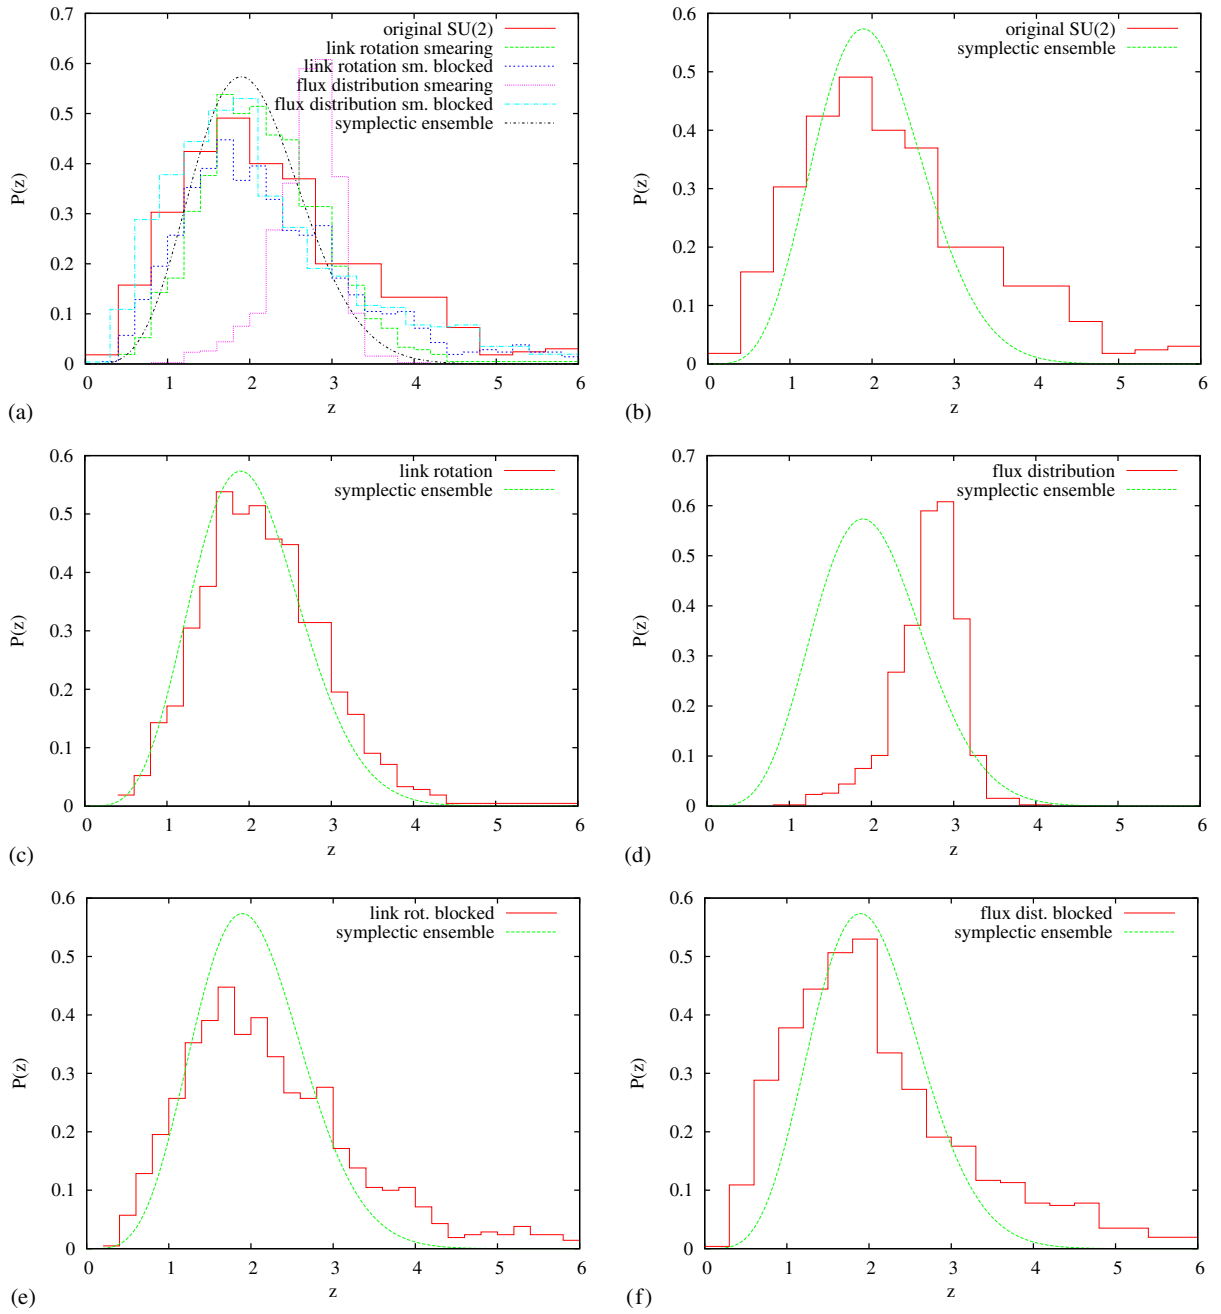 0.7
0.6
0.5
0.4
0.3
0.2
0.1
0
P(z)
original SU(2)
link rotation smearing
link rotation sm. blocked
flux distribution smearing
flux distribution sm. blocked
symplectic ensemble
0 1 2 3 4 5 6
z
(a)
0.6
0.5
0.4
0.3
0.2
0.1
0
P(z)
original SU(2)
symplectic ensemble
0 1 2 3 4 5 6
z
(b)
0.6
0.5
0.4
0.3
0.2
0.1
0
P(z)
link rotation
symplectic ensemble
0 1 2 3 4 5 6
z
(c)
0.7
0.6
0.5
0.4
0.3
0.2
0.1
0
P(z)
flux distribution
symplectic ensemble
0 1 2 3 4 5 6
z
(d)
0.6
0.5
0.4
0.3
0.2
0.1
0
P(z)
link rot. blocked
symplectic ensemble
0 1 2 3 4 5 6
z
(e)
0.6
0.5
0.4
0.3
0.2
0.1
0
P(z)
flux dist. blocked
symplectic ensemble
0 1 2 3 4 5 6
z
(f)